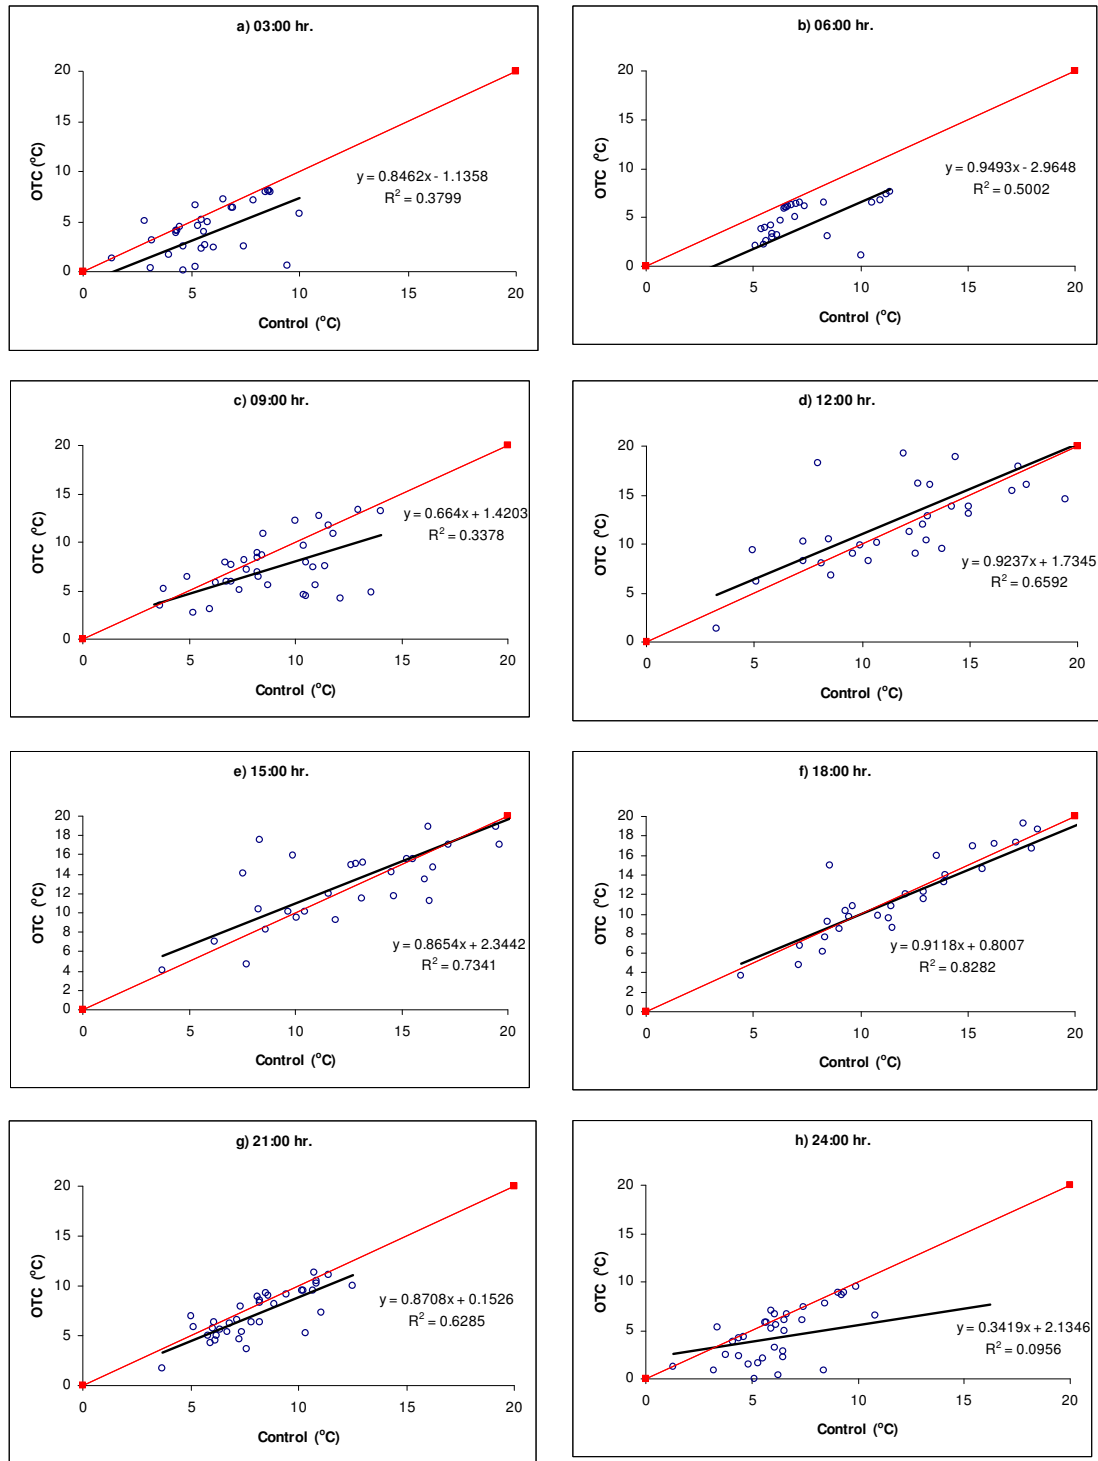 a) 03:00 hr.
20
15
10
5
0
OTC (°C)
y = 0.8462x - 1.1358
R² = 0.3799
0 5 10 15 20
Control (°C)
b) 06:00 hr.
20
15
10
5
0
OTC (°C)
y = 0.9493x - 2.9648
R² = 0.5002
0 5 10 15 20
Control (°C)
c) 09:00 hr.
20
15
10
5
0
OTC (°C)
y = 0.664x + 1.4203
R² = 0.3378
0 5 10 15 20
Control (°C)
d) 12:00 hr.
20
15
10
5
0
OTC (°C)
y = 0.9237x + 1.7345
R² = 0.6592
0 5 10 15 20
Control (°C)
e) 15:00 hr.
20
18
16
14
12
10
8
6
4
2
0
OTC (°C)
y = 0.8654x + 2.3442
R² = 0.7341
0 5 10 15 20
Control (°C)
f) 18:00 hr.
20
18
16
14
12
10
8
6
4
2
0
OTC (°C)
y = 0.9118x + 0.8007
R² = 0.8282
0 5 10 15 20
Control (°C)
g) 21:00 hr.
20
15
10
5
0
OTC (°C)
y = 0.8708x + 0.1526
R² = 0.6285
0 5 10 15 20
Control (°C)
h) 24:00 hr.
20
15
10
5
0
OTC (°C)
y = 0.3419x + 2.1346
R² = 0.0956
0 5 10 15 20
Control (°C)